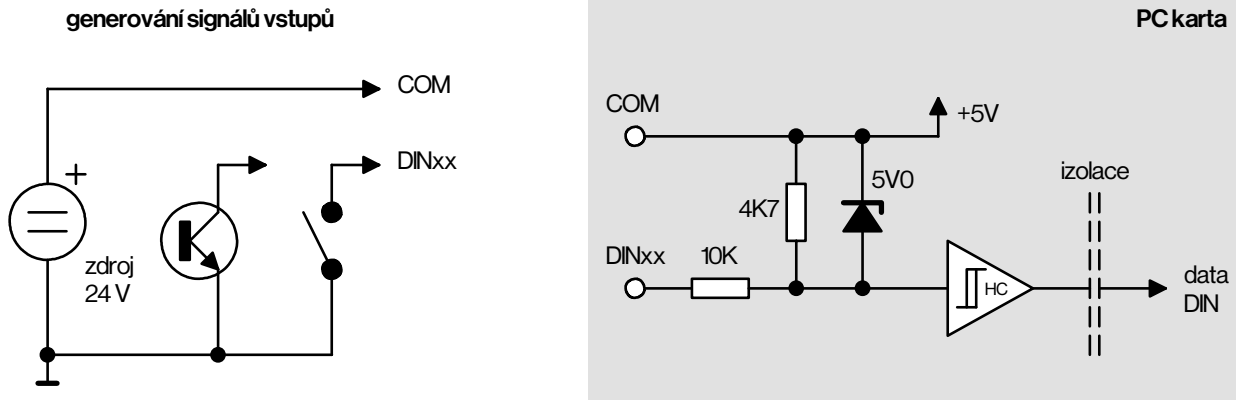 generování signálů vstupů
COM
DINxx
+
zdroj
24 V
PC karta
COM
+5V
5V0
4K7
izolace
DINxx
10K
HC
data
DIN